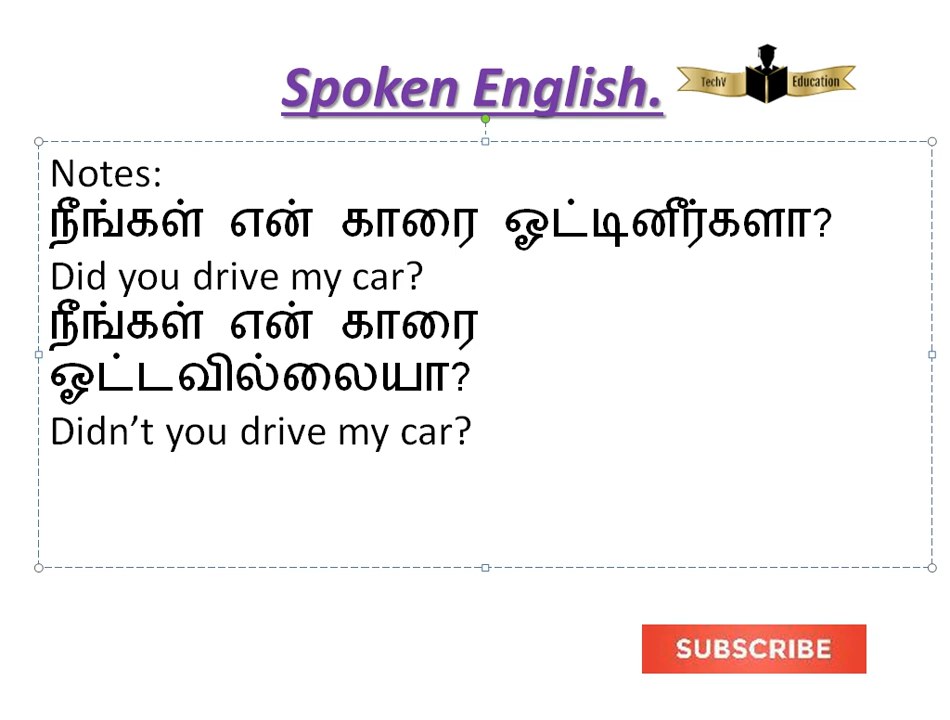 Spoken English.
TechV Education
Notes:
நீங்கள் என் காரை ஓட்டினீர்களா?
Did you drive my car?
நீங்கள் என் காரை
ஓட்டவில்லையா?
Didn’t you drive my car?
SUBSCRIBE